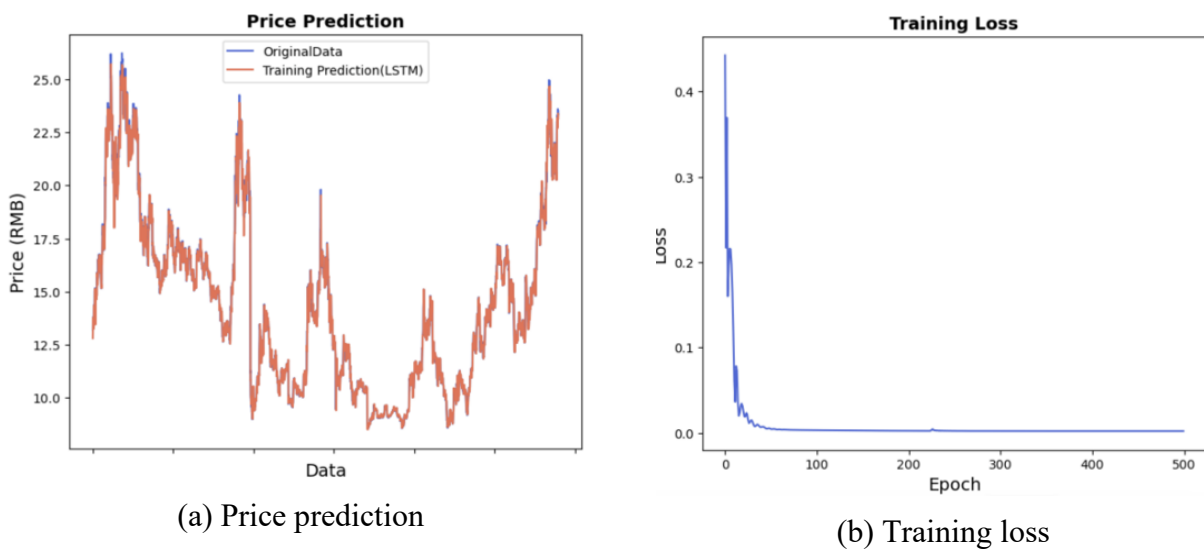 Price Prediction
OriginalData
Training Prediction(LSTM)
25.0
22.5
20.0
17.5
15.0
12.5
10.0
Price (RMB)
Data
(a) Price prediction
Training Loss
0.4
0.3
0.2
0.1
0.0
Loss
0 100 200 300 400 500
Epoch
(b) Training loss